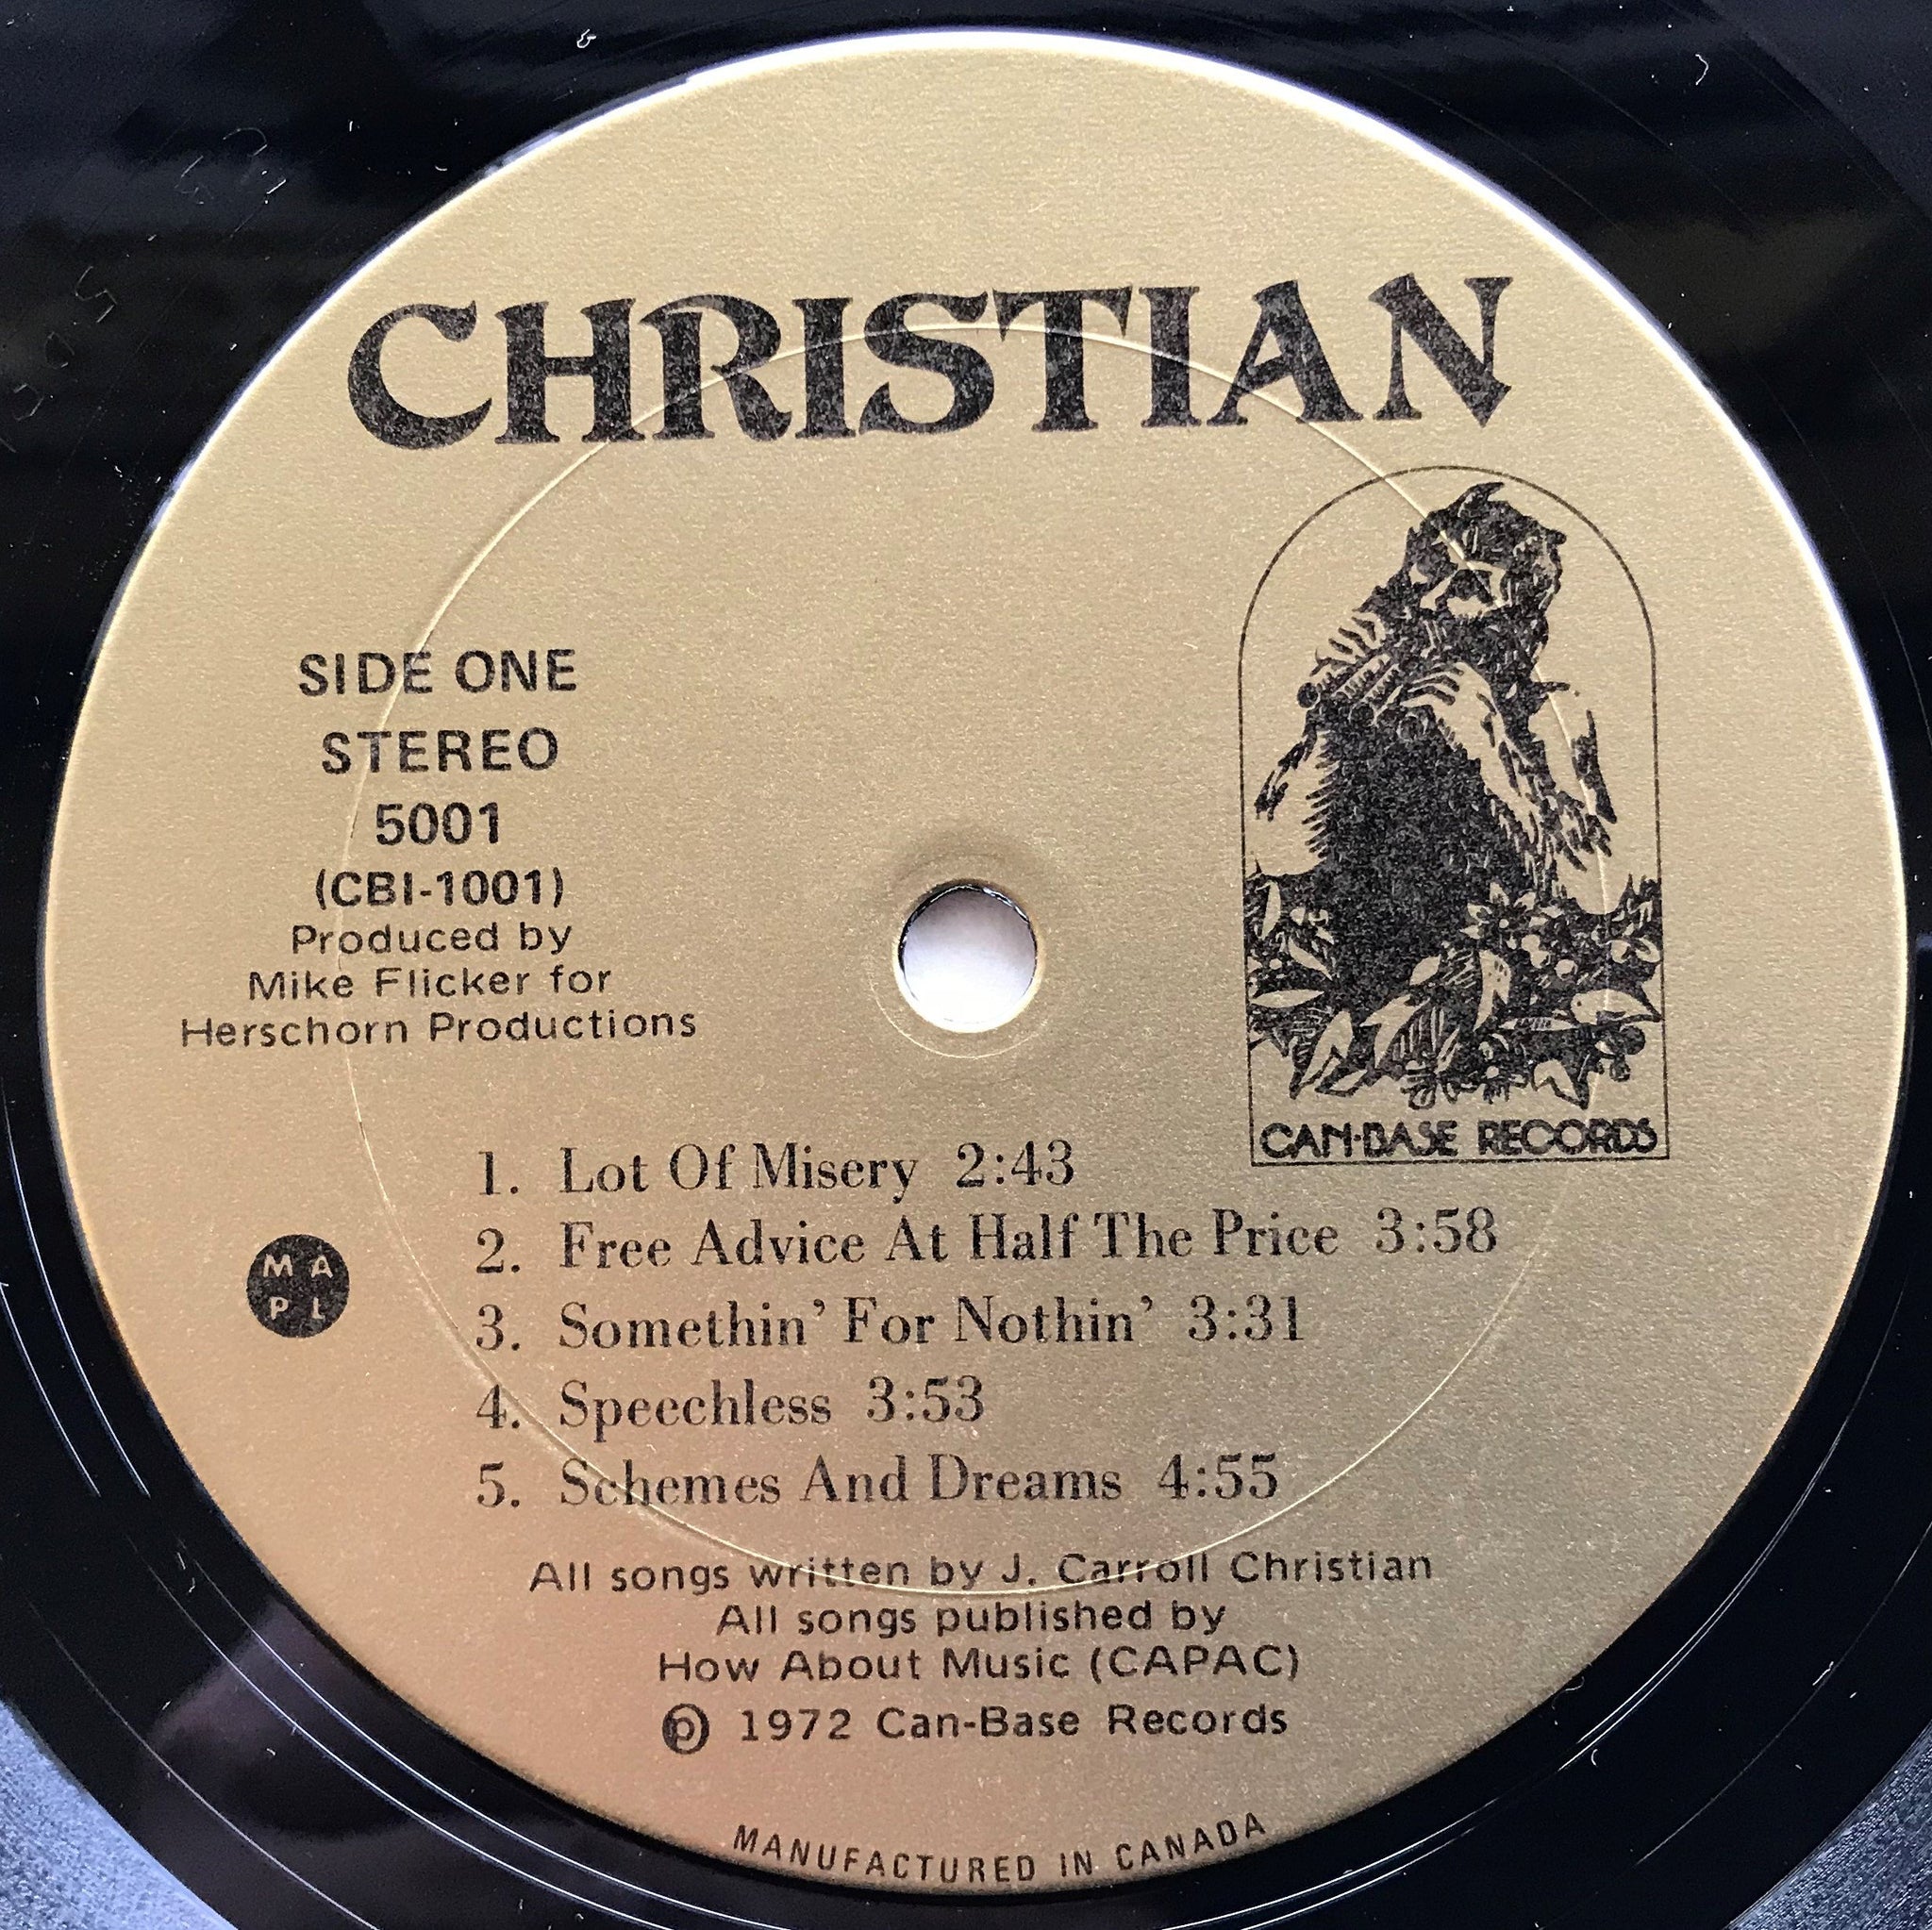 CHRISTIAN
SIDE ONE
STEREO
5001
(CBI-1001)
Produced by
Mike Flicker for
Herschorn Productions
CAN·BASE RECORDS
1. Lot Of Misery 2:43
2. Free Advice At Half The Price 3:58
3. Somethin’ For Nothin’ 3:31
4. Speechless 3:53
5. Schemes And Dreams 4:55
M A
P L
All songs written by J. Carroll Christian
All songs published by
How About Music (CAPAC)
℗ 1972 Can-Base Records
MANUFACTURED IN CANADA